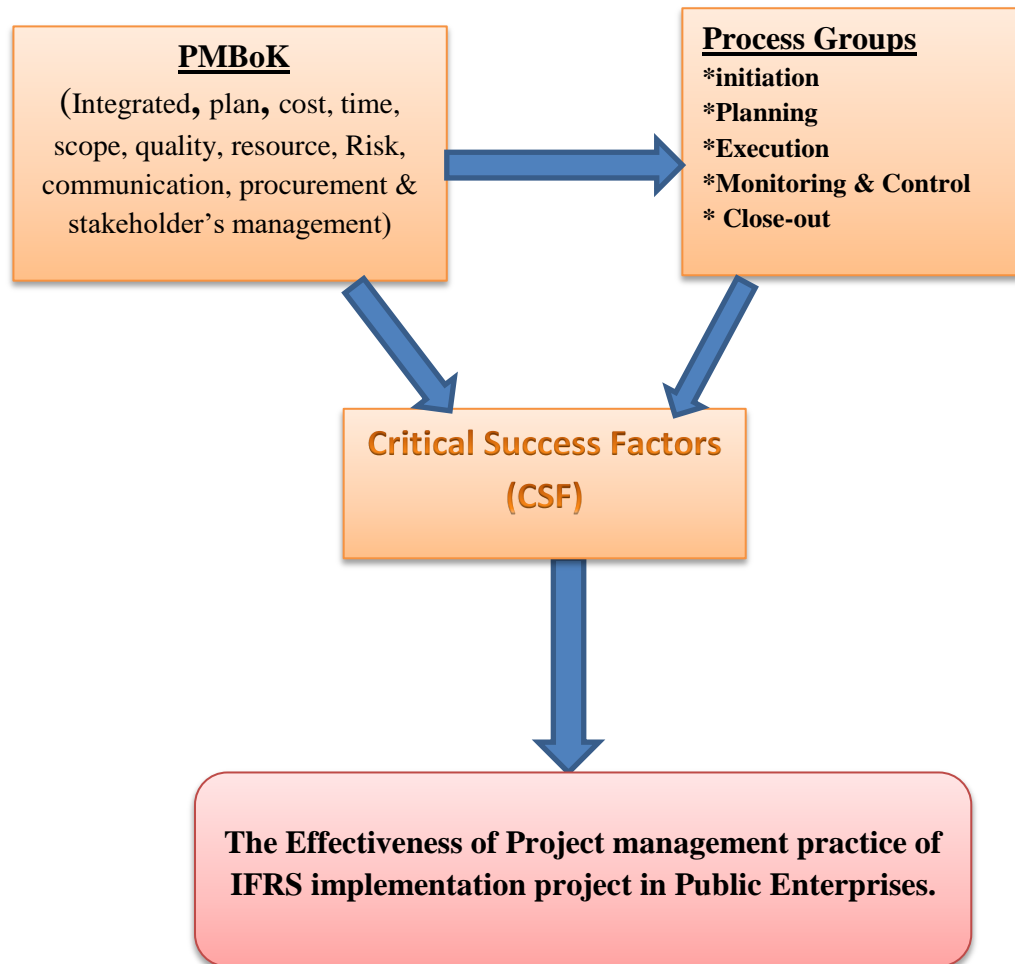 PMBoK
(Integrated, plan, cost, time,
scope, quality, resource, Risk,
communication, procurement &
stakeholder’s management)
Process Groups
*initiation
*Planning
*Execution
*Monitoring & Control
* Close-out
Critical Success Factors
(CSF)
The Effectiveness of Project management practice of
IFRS implementation project in Public Enterprises.